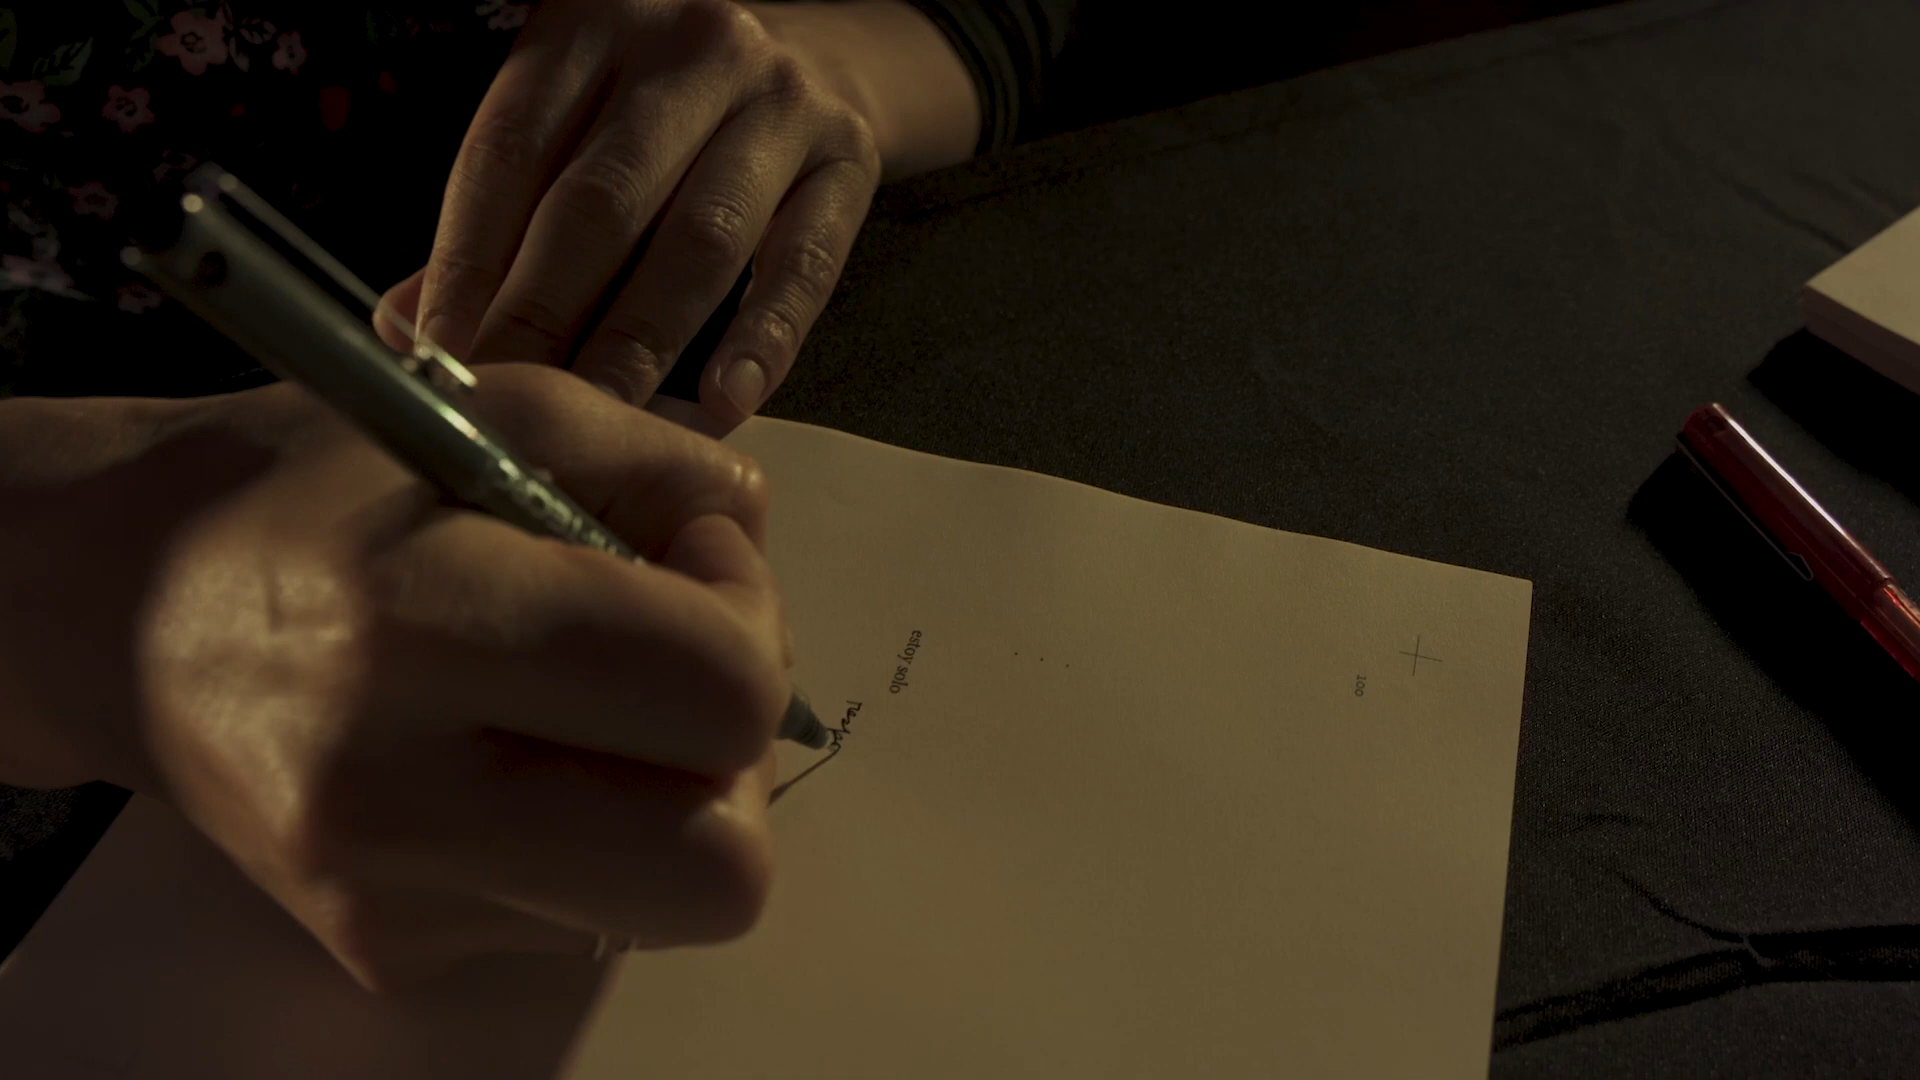 100
. . .
estoy solo